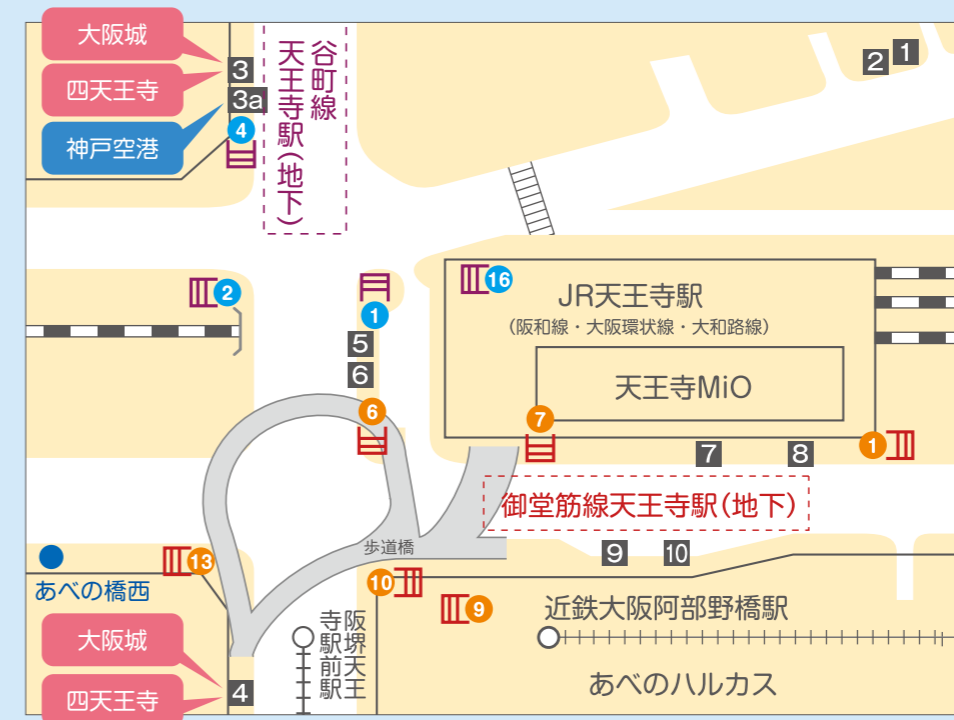 大阪城
四天王寺
神戸空港
3
3a
4
谷町線
天王寺駅(地下)
2
1
2
1
5
6
6
16
JR天王寺駅
(阪和線・大阪環状線・大和路線)
天王寺MiO
7
7
8
1
御堂筋線天王寺駅(地下)
歩道橋
9
10
あべの橋西
13
10
9
近鉄大阪阿部野橋駅
あべのハルカス
阪堺天王
寺駅前駅
大阪城
四天王寺
4